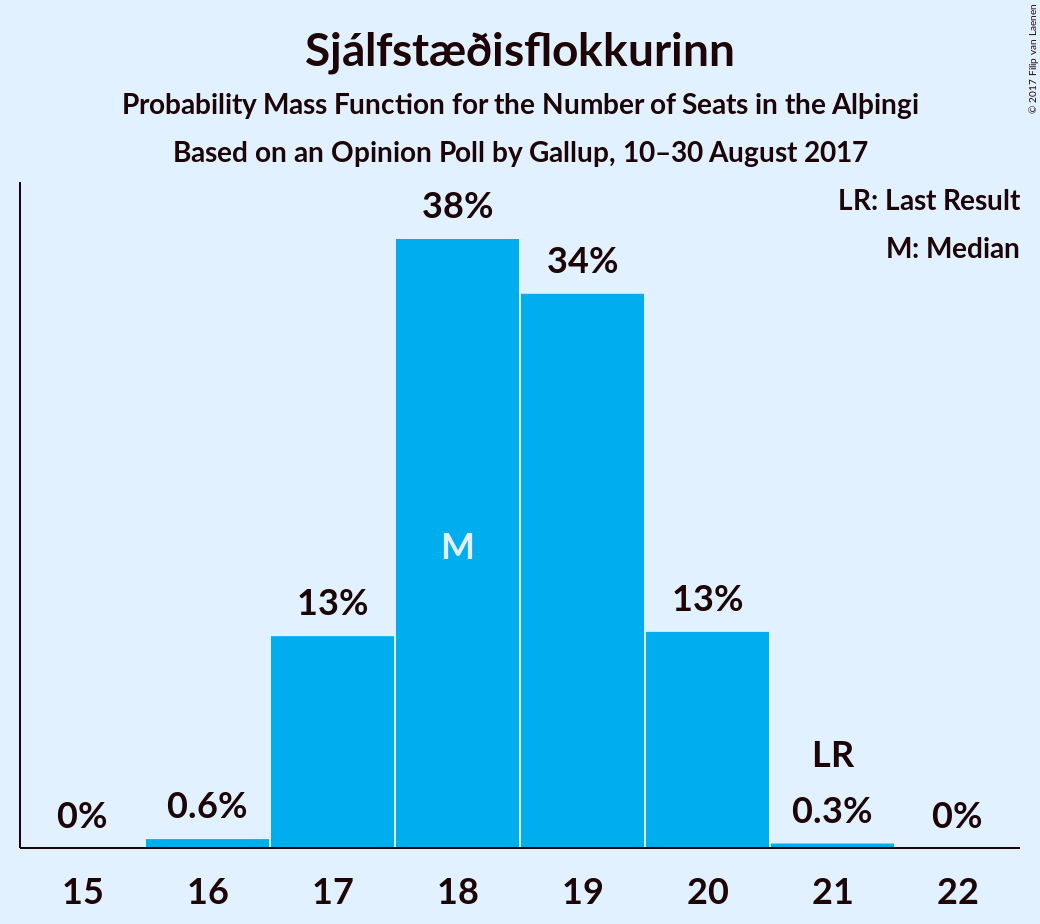 Sjálfstæðisflokkurinn
Probability Mass Function for the Number of Seats in the Alþingi
Based on an Opinion Poll by Gallup, 10–30 August 2017
© 2017 Filip van Laenen
LR: Last Result
M: Median
38%
34%
M
13%
13%
LR
0%
0.6%
0.3%
0%
15 16 17 18 19 20 21 22